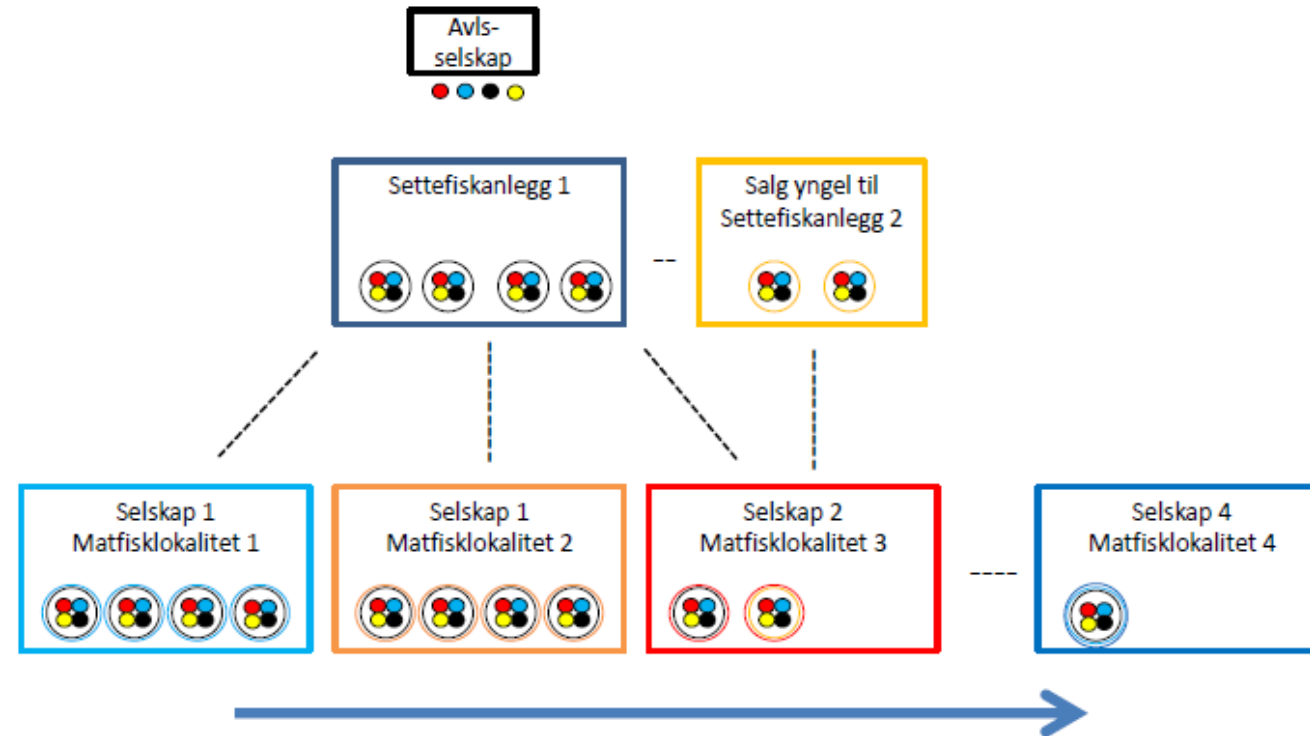 Avls-
selskap
Settefiskanlegg 1
Salg yngel til
Settefiskanlegg 2
Selskap 1
Matfisklokalitet 1
Selskap 1
Matfisklokalitet 2
Selskap 2
Matfisklokalitet 3
Selskap 4
Matfisklokalitet 4